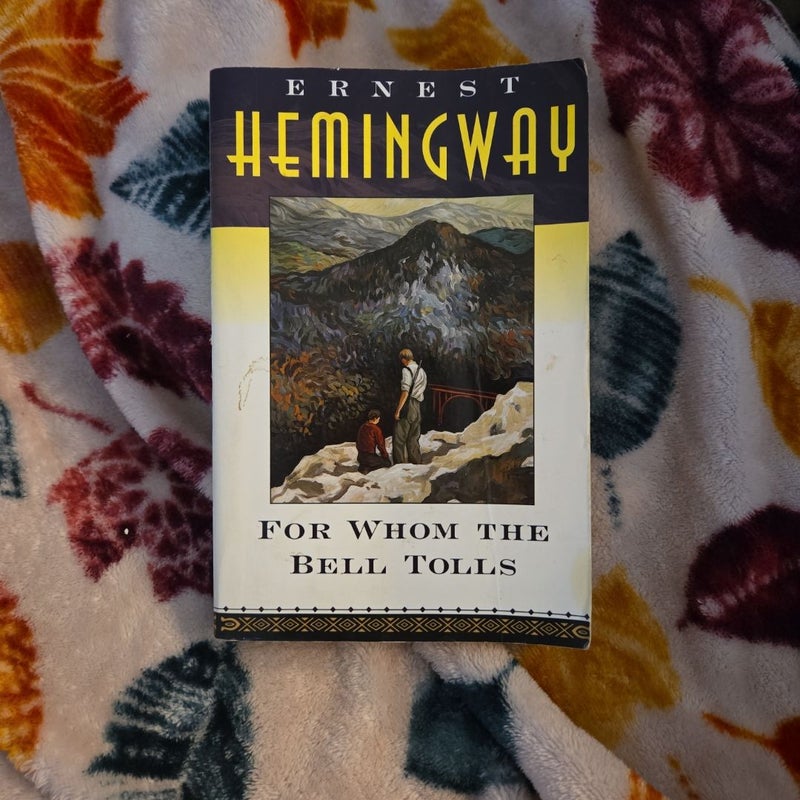 ERNEST
HEMINGWAY
FOR WHOM THE
BELL TOLLS